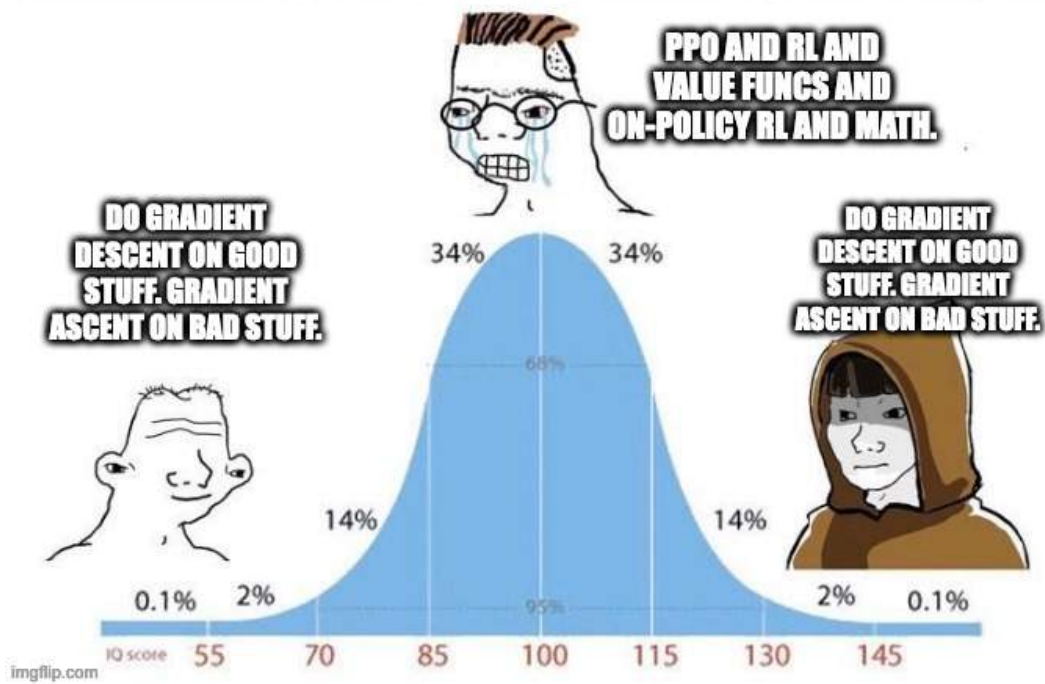 PPO AND RL AND
VALUE FUNCS AND
ON-POLICY RL AND MATH.
DO GRADIENT
DESCENT ON GOOD
STUFF. GRADIENT
ASCENT ON BAD STUFF.
DO GRADIENT
DESCENT ON GOOD
STUFF. GRADIENT
ASCENT ON BAD STUFF.
34%
34%
68%
14%
14%
95%
0.1%
2%
2%
0.1%
IQ score 55 70 85 100 115 130 145
imgflip.com